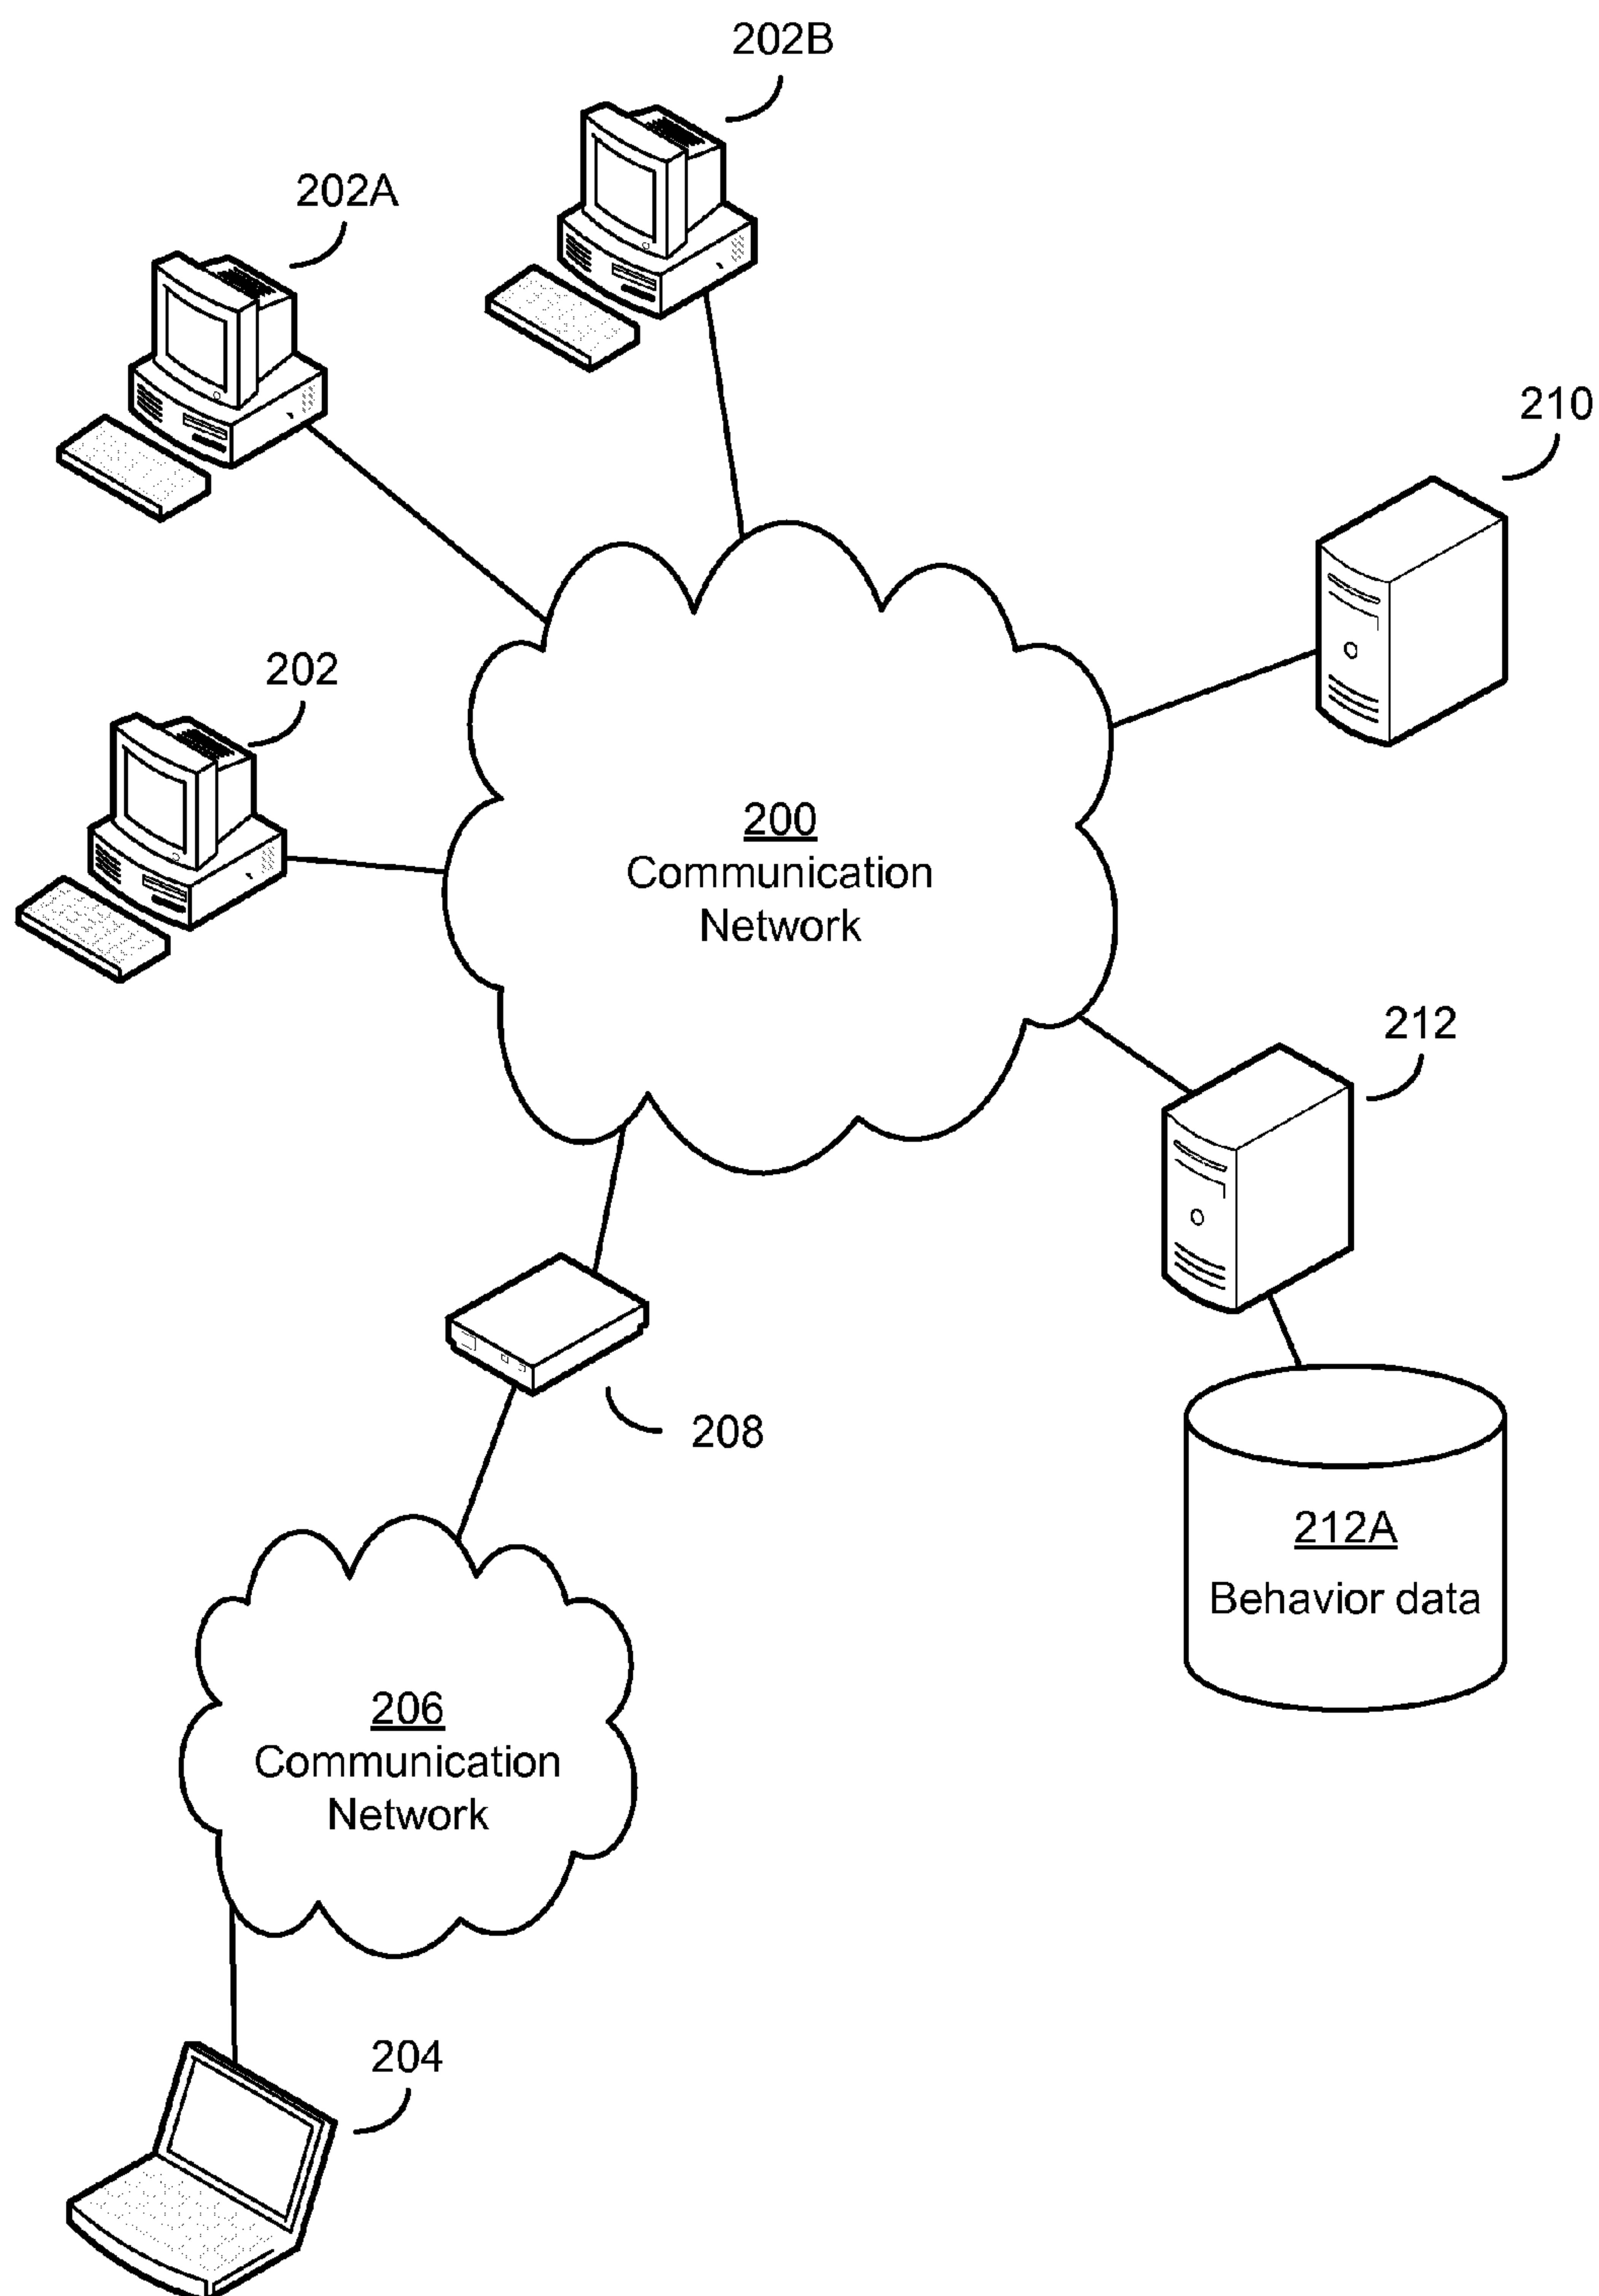 202B
202A
210
202
200
Communication
Network
212
208
212A
Behavior data
206
Communication
Network
204